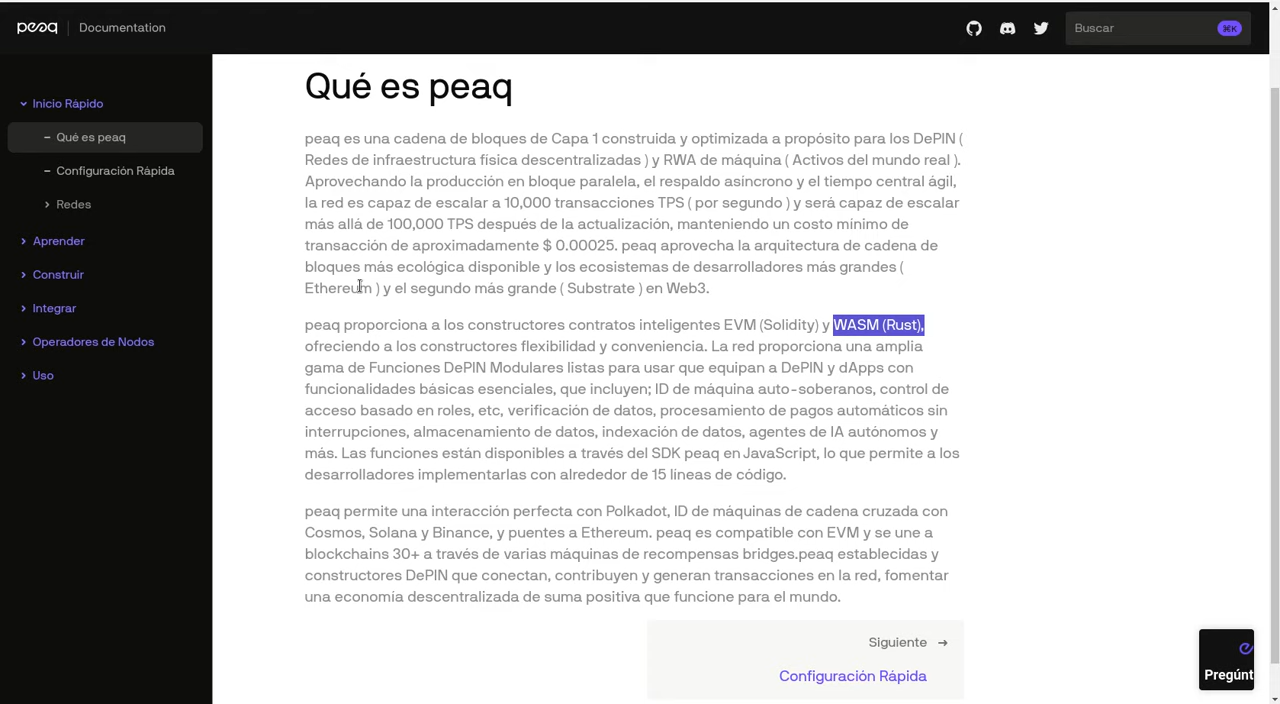 peaq | Documentation
Buscar
⌘K
Inicio Rápido
Qué es peaq
Configuración Rápida
Redes
Aprender
Construir
Integrar
Operadores de Nodos
Uso
Qué es peaq
peaq es una cadena de bloques de Capa 1 construida y optimizada a propósito para los DePIN (
Redes de infraestructura física descentralizadas ) y RWA de máquina ( Activos del mundo real ).
Aprovechando la producción en bloque paralela, el respaldo asíncrono y el tiempo central ágil,
la red es capaz de escalar a 10,000 transacciones TPS ( por segundo ) y será capaz de escalar
más allá de 100,000 TPS después de la actualización, manteniendo un costo mínimo de
transacción de aproximadamente $ 0.00025. peaq aprovecha la arquitectura de cadena de
bloques más ecológica disponible y los ecosistemas de desarrolladores más grandes (
Ethereum ) y el segundo más grande ( Substrate ) en Web3.
peaq proporciona a los constructores contratos inteligentes EVM (Solidity) y WASM (Rust),
ofreciendo a los constructores flexibilidad y conveniencia. La red proporciona una amplia
gama de Funciones DePIN Modulares listas para usar que equipan a DePIN y dApps con
funcionalidades básicas esenciales, que incluyen; ID de máquina auto-soberanos, control de
acceso basado en roles, etc, verificación de datos, procesamiento de pagos automáticos sin
interrupciones, almacenamiento de datos, indexación de datos, agentes de IA autónomos y
más. Las funciones están disponibles a través del SDK peaq en JavaScript, lo que permite a los
desarrolladores implementarlas con alrededor de 15 líneas de código.
peaq permite una interacción perfecta con Polkadot, ID de máquinas de cadena cruzada con
Cosmos, Solana y Binance, y puentes a Ethereum. peaq es compatible con EVM y se une a
blockchains 30+ a través de varias máquinas de recompensas bridges.peaq establecidas y
constructores DePIN que conectan, contribuyen y generan transacciones en la red, fomentar
una economía descentralizada de suma positiva que funcione para el mundo.
Siguiente →
Configuración Rápida
Pregúnt